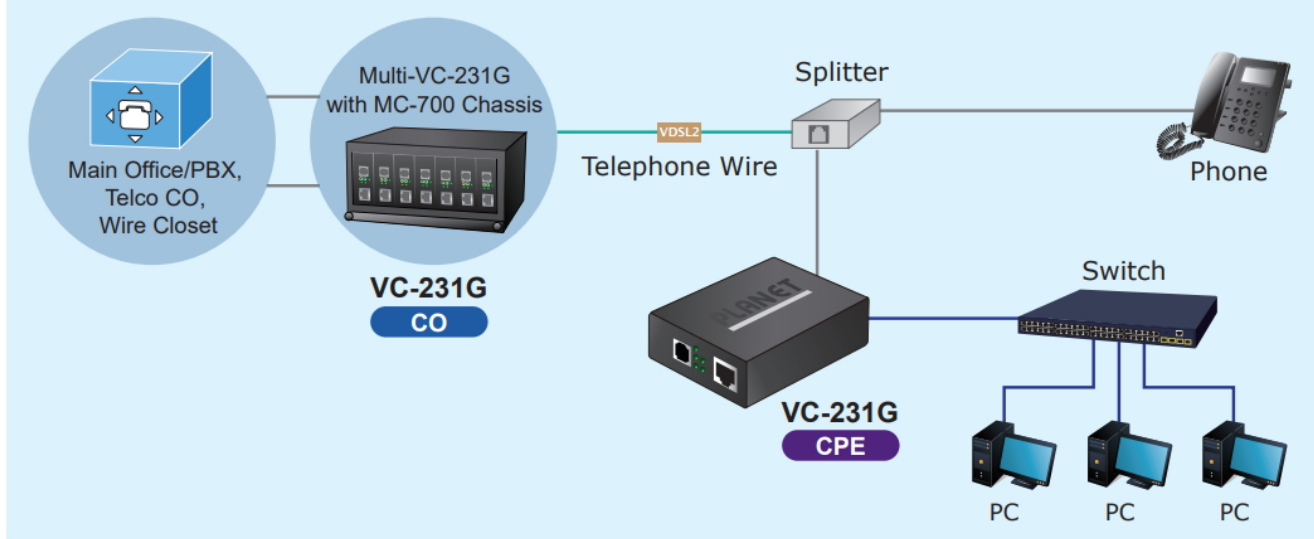 Main Office/PBX,
Telco CO,
Wire Closet
Multi-VC-231G
with MC-700 Chassis
VC-231G
CO
VDSL2
Telephone Wire
Splitter
Phone
PLANET
VC-231G
CPE
Switch
PC
PC
PC